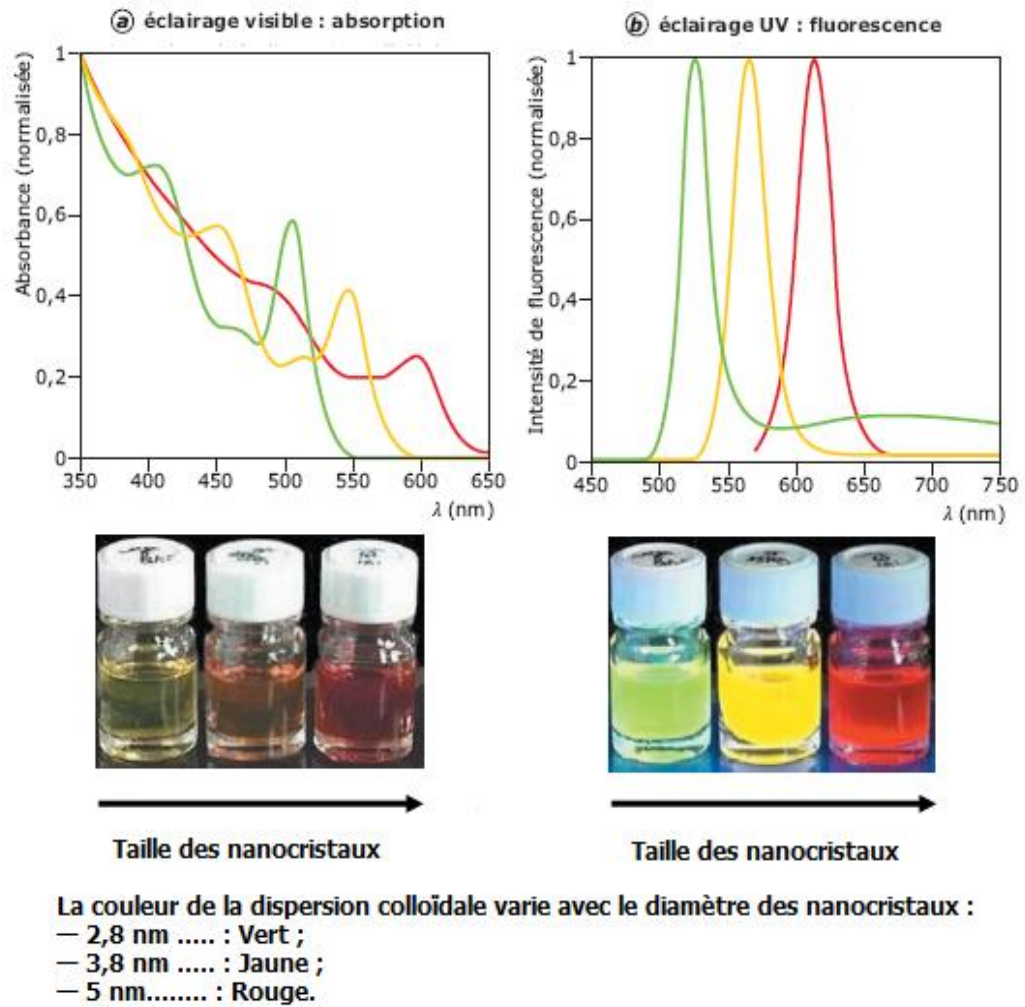 ⓐ éclairage visible : absorption
Absorbance (normalisée)
1
0,8
0,6
0,4
0,2
0
350 400 450 500 550 600 650
λ (nm)
ⓑ éclairage UV : fluorescence
Intensité de fluorescence (normalisée)
1
0,8
0,6
0,4
0,2
0
450 500 550 600 650 700 750
λ (nm)
Taille des nanocristaux
Taille des nanocristaux
La couleur de la dispersion colloïdale varie avec le diamètre des nanocristaux :
— 2,8 nm ..... : Vert ;
— 3,8 nm ..... : Jaune ;
— 5 nm........ : Rouge.